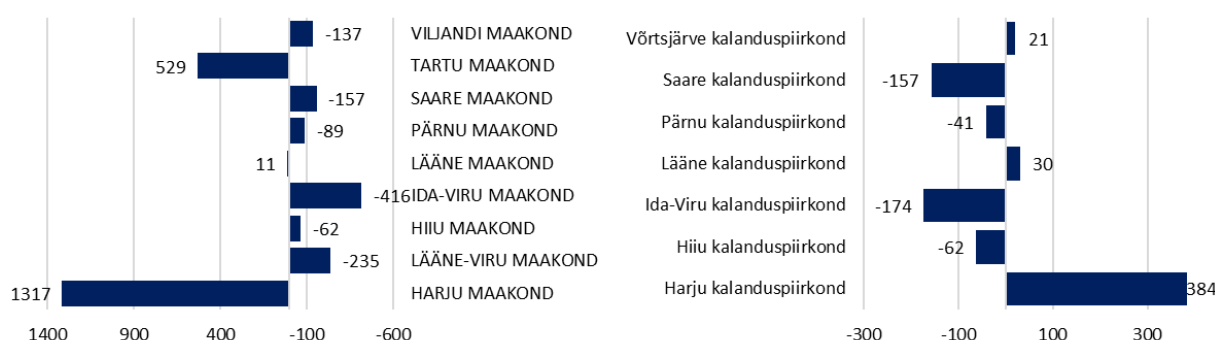 -137 VILJANDI MAAKOND
529 TARTU MAAKOND
-157 SAARE MAAKOND
-89 PÄRNU MAAKOND
11 LÄÄNE MAAKOND
-416 IDA-VIRU MAAKOND
-62 HIIU MAAKOND
-235 LÄÄNE-VIRU MAAKOND
1317 HARJU MAAKOND
1400 900 400 -100 -600
Võrtsjärve kalanduspiirkond 21
Saare kalanduspiirkond -157
Pärnu kalanduspiirkond -41
Lääne kalanduspiirkond 30
Ida-Viru kalanduspiirkond -174
Hiiu kalanduspiirkond -62
Harju kalanduspiirkond 384
-300 -100 100 300